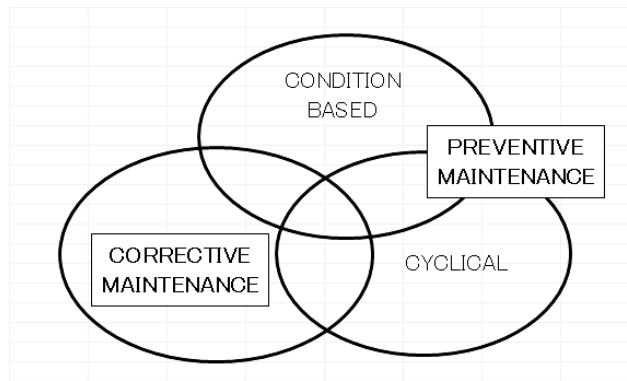 CONDITION
BASED
PREVENTIVE
MAINTENANCE
CORRECTIVE
MAINTENANCE
CYCLICAL